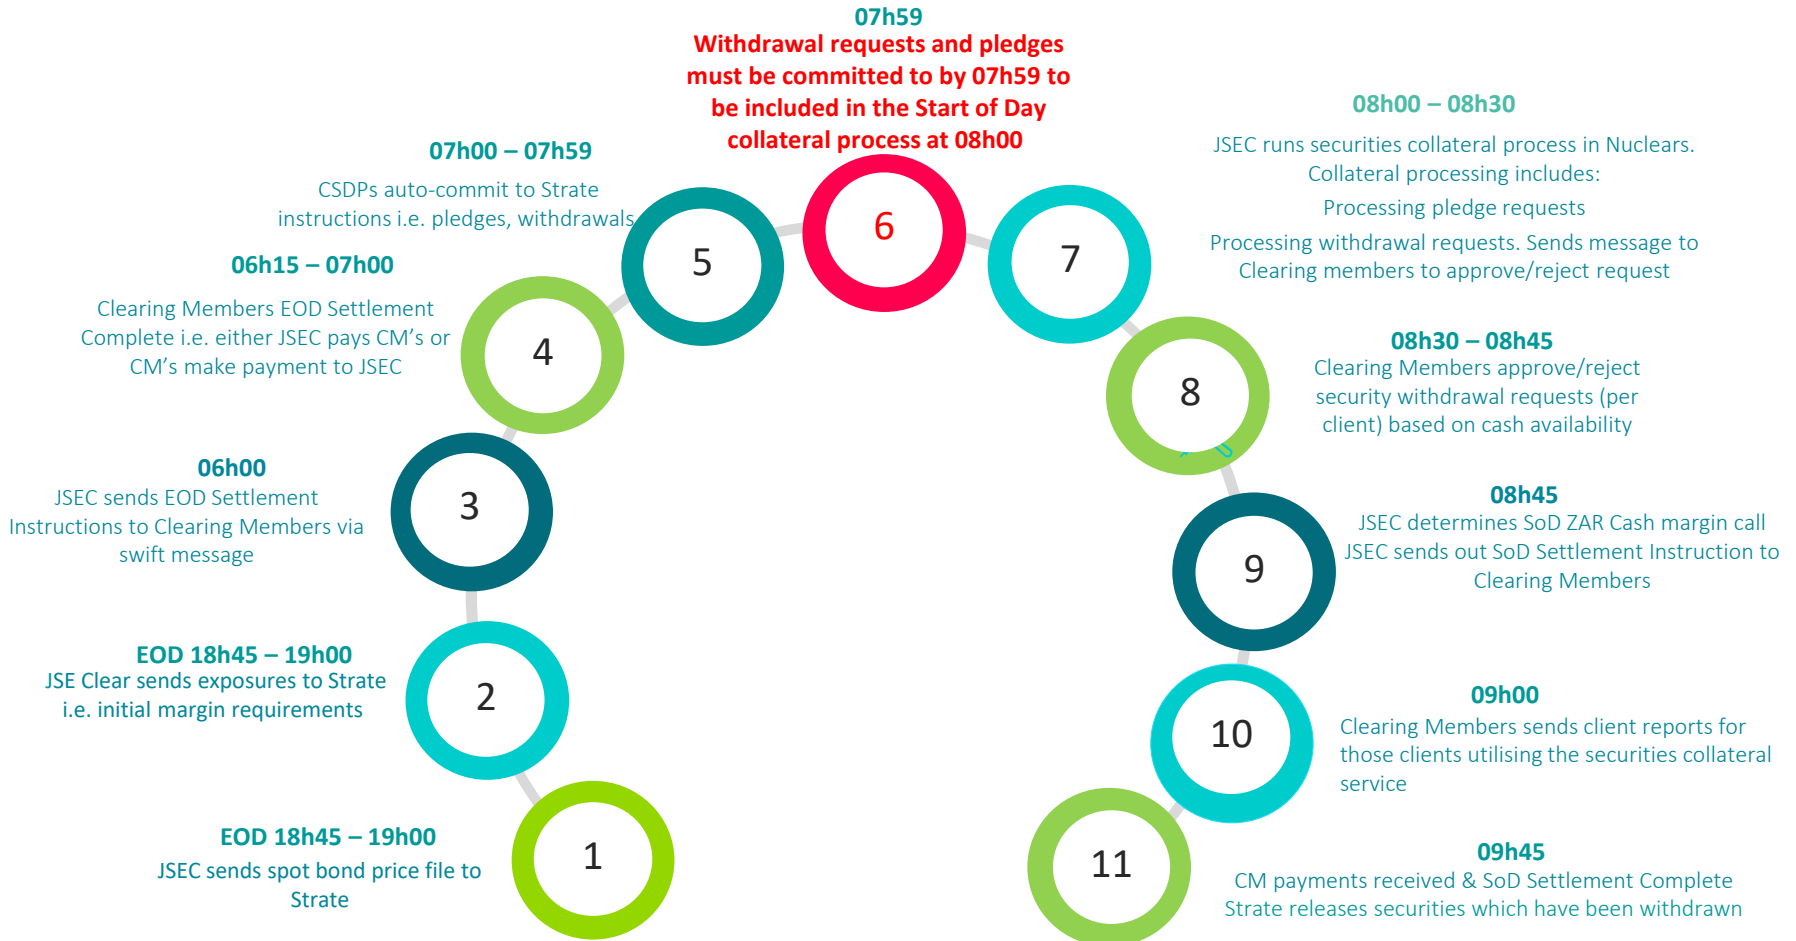 EOD 18h45 – 19h00
JSEC sends spot bond price file to
Strate
1
EOD 18h45 – 19h00
JSE Clear sends exposures to Strate
i.e. initial margin requirements
2
06h00
JSEC sends EOD Settlement
Instructions to Clearing Members via
swift message
3
06h15 – 07h00
Clearing Members EOD Settlement
Complete i.e. either JSEC pays CM’s or
CM’s make payment to JSEC
4
07h00 – 07h59
CSDPs auto-commit to Strate
instructions i.e. pledges, withdrawals
5
07h59
Withdrawal requests and pledges
must be committed to by 07h59 to
be included in the Start of Day
collateral process at 08h00
6
08h00 – 08h30
JSEC runs securities collateral process in Nuclears.
Collateral processing includes:
Processing pledge requests
Processing withdrawal requests. Sends message to
Clearing members to approve/reject request
7
08h30 – 08h45
Clearing Members approve/reject
security withdrawal requests (per
client) based on cash availability
8
08h45
JSEC determines SoD ZAR Cash margin call
JSEC sends out SoD Settlement Instruction to
Clearing Members
9
09h00
Clearing Members sends client reports for
those clients utilising the securities collateral
service
10
09h45
CM payments received & SoD Settlement Complete
Strate releases securities which have been withdrawn
11